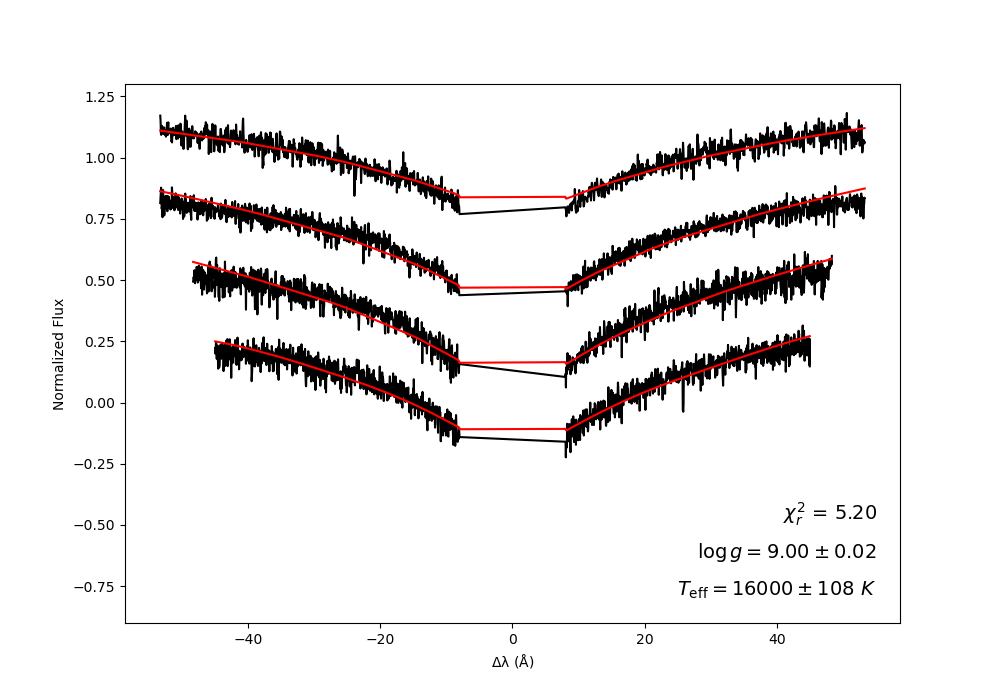 1.25
1.00
0.75
0.50
0.25
0.00
−0.25
−0.50
−0.75
Normalized Flux
χ²ᵣ = 5.20
log g = 9.00 ± 0.02
T_eff = 16000 ± 108 K
−40
−20
0
20
40
Δλ (Å)